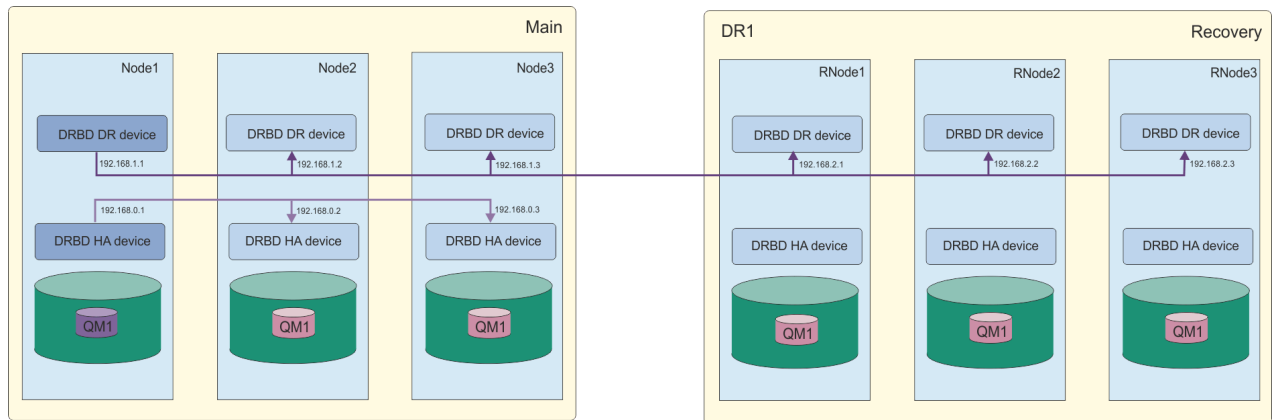 Main
Node1
Node2
Node3
DRBD DR device
DRBD DR device
DRBD DR device
192.168.1.1
192.168.1.2
192.168.1.3
192.168.0.1
192.168.0.2
192.168.0.3
DRBD HA device
DRBD HA device
DRBD HA device
QM1
QM1
QM1
DR1
Recovery
RNode1
RNode2
RNode3
DRBD DR device
DRBD DR device
DRBD DR device
192.168.2.1
192.168.2.2
192.168.2.3
DRBD HA device
DRBD HA device
DRBD HA device
QM1
QM1
QM1